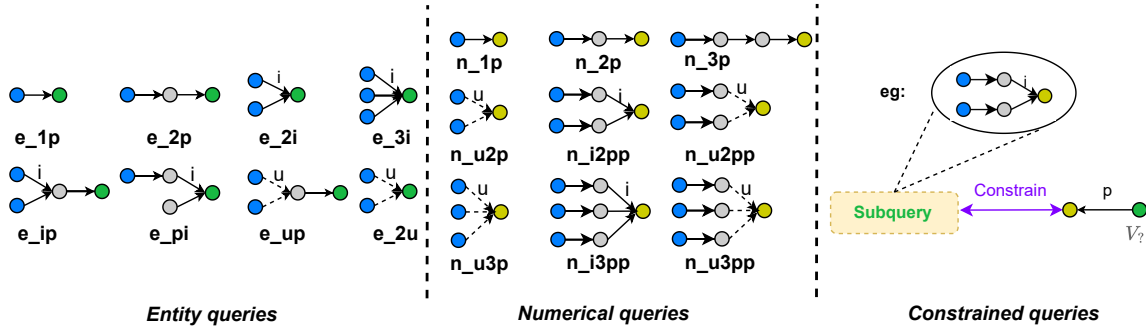 i
i
e_1p
e_2p
e_2i
e_3i
i
i
u
u
e_ip
e_pi
e_up
e_2u
Entity queries
n_1p
n_2p
n_3p
u
i
u
n_u2p
n_i2pp
n_u2pp
u
i
u
n_u3p
n_i3pp
n_u3pp
Numerical queries
eg:
i
Subquery
Constrain
p
V?
Constrained queries